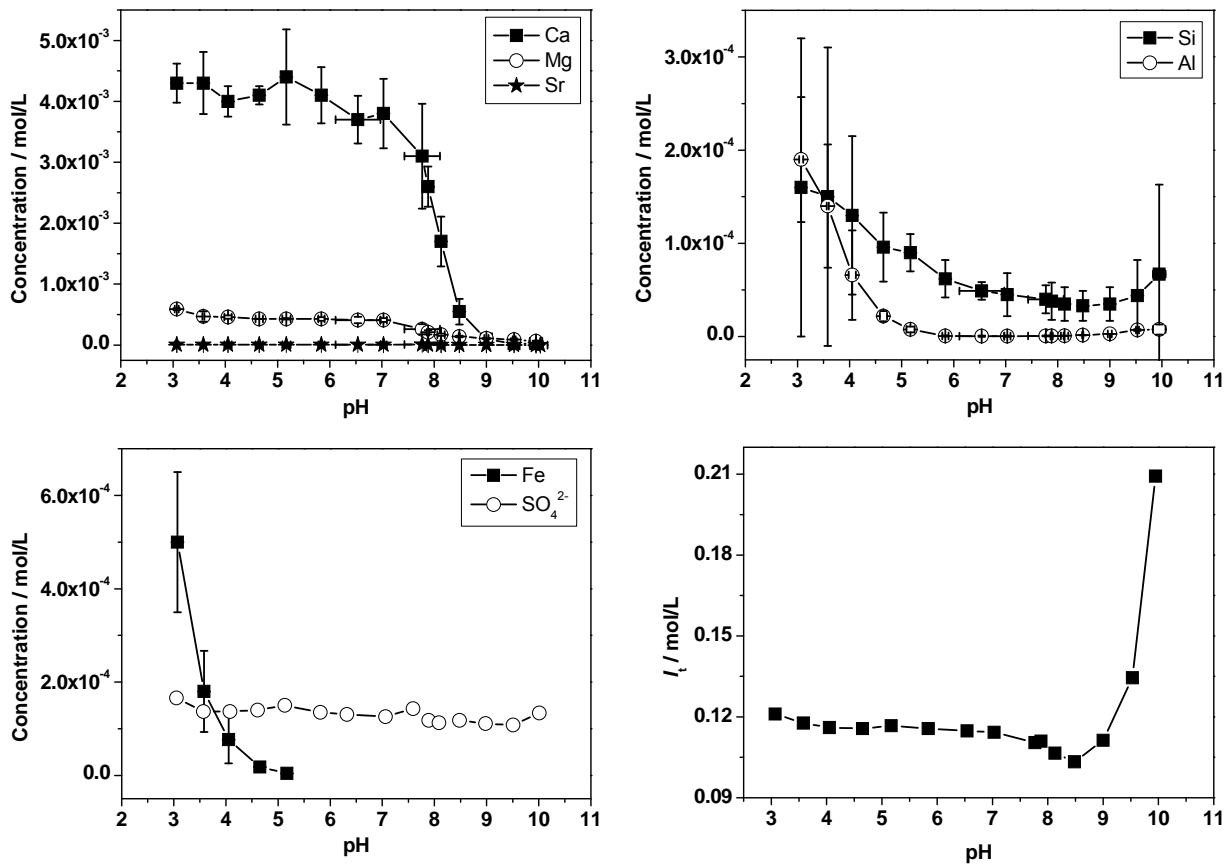 Ca
Mg
Sr
5.0x10⁻³
4.0x10⁻³
3.0x10⁻³
2.0x10⁻³
1.0x10⁻³
0.0
Concentration / mol/L
2 3 4 5 6 7 8 9 10 11
pH
Si
Al
3.0x10⁻⁴
2.0x10⁻⁴
1.0x10⁻⁴
0.0
Concentration / mol/L
2 3 4 5 6 7 8 9 10 11
pH
Fe
SO₄²⁻
6.0x10⁻⁴
4.0x10⁻⁴
2.0x10⁻⁴
0.0
Concentration / mol/L
2 3 4 5 6 7 8 9 10 11
pH
0.21
0.18
0.15
0.12
0.09
Iₜ / mol/L
3 4 5 6 7 8 9 10 11
pH